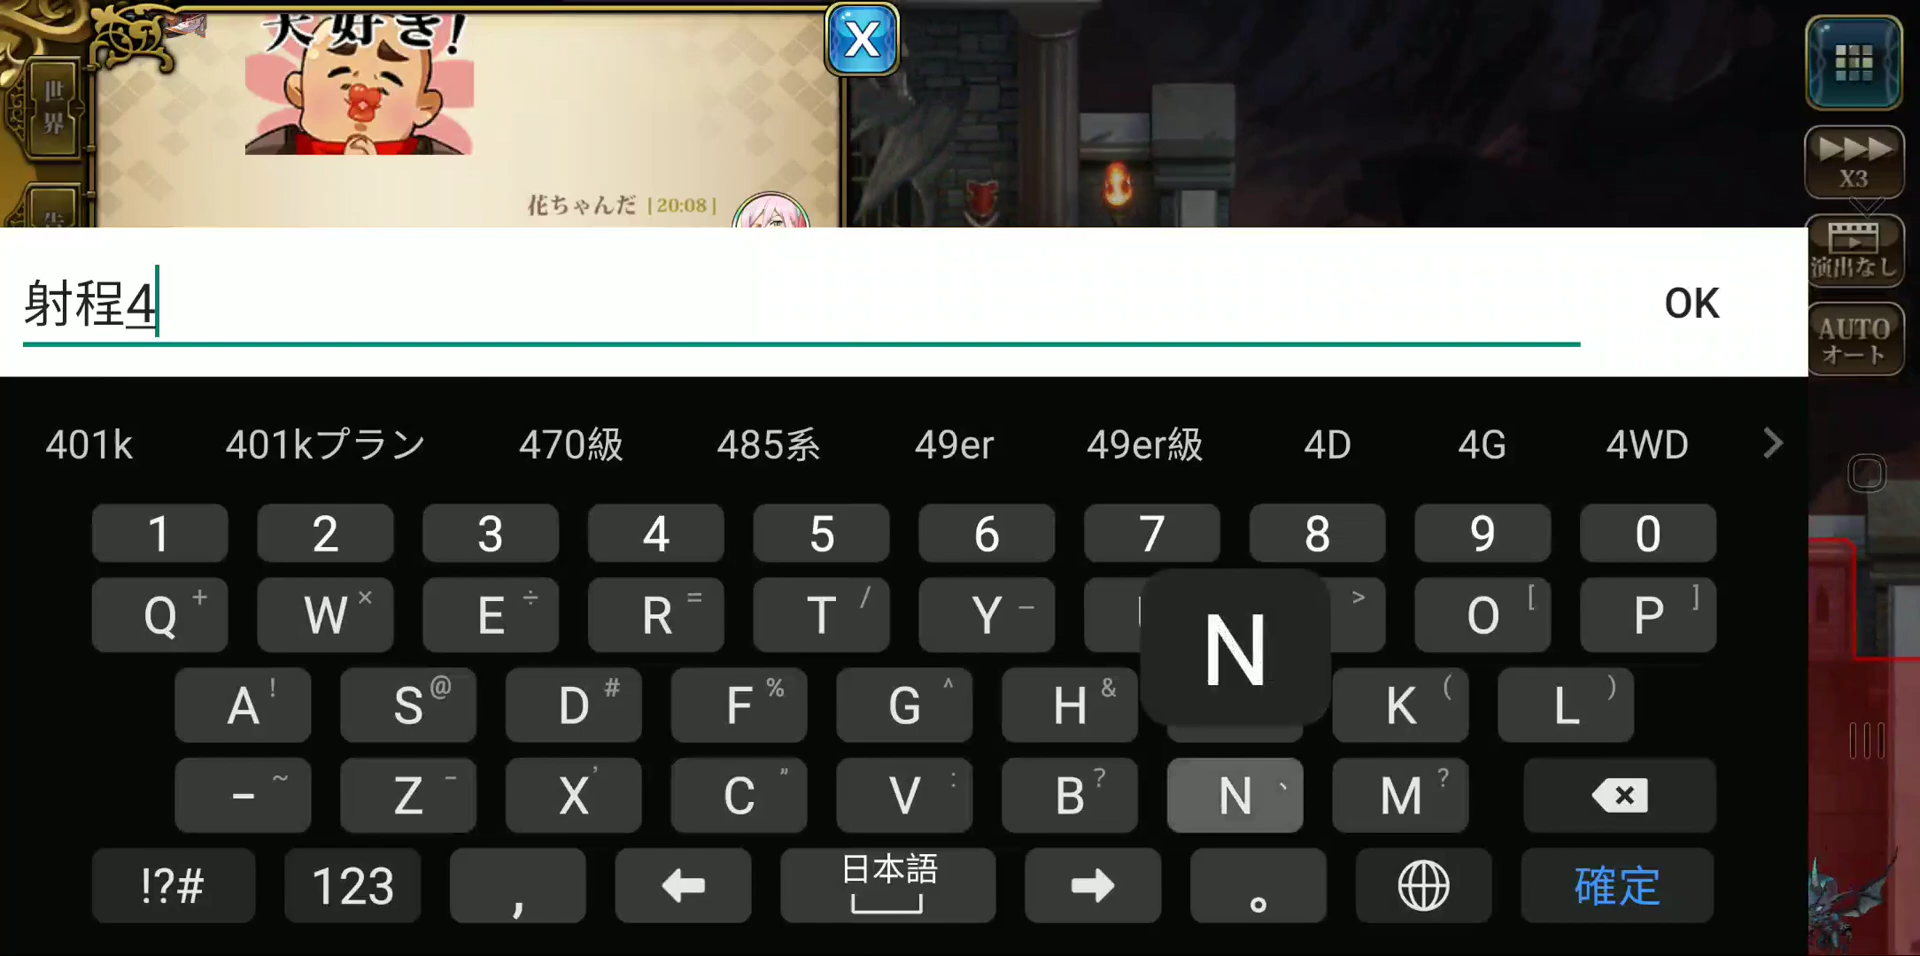 大好き!
X
世界
花ちゃんだ [20:08]
X3
演出なし
射程4
OK
AUTO
オート
401k 401kプラン 470級 485系 49er 49er級 4D 4G 4WD
1 2 3 4 5 6 7 8 9 0
Q + W × E ÷ R = T / Y − N > O [ P ]
A ! S @ D # F % G ^ H & K ( L )
− ~ Z − X ' C " V : B ? N ` M ?
!?# 123 , 日本語 。 確定